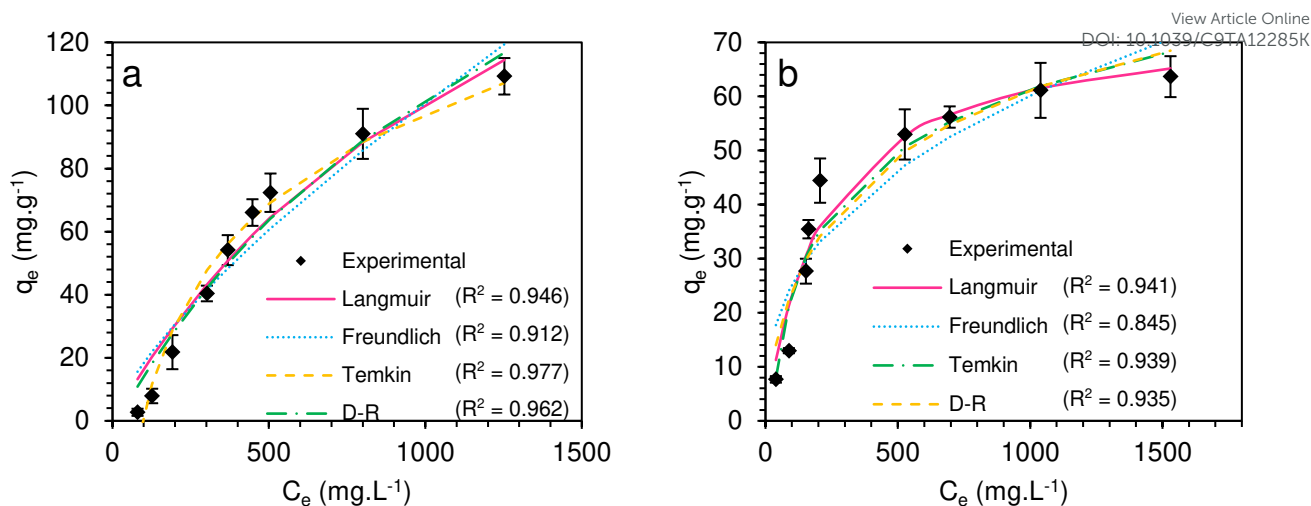 View Article Online
DOI: 10.1039/C9TA12285K
a
120
100
80
60
40
20
0
qe (mg.g-1)
Experimental
Langmuir (R2 = 0.946)
Freundlich (R2 = 0.912)
Temkin (R2 = 0.977)
D-R (R2 = 0.962)
0 500 1000 1500
Ce (mg.L-1)
b
70
60
50
40
30
20
10
0
qe (mg.g-1)
Experimental
Langmuir (R2 = 0.941)
Freundlich (R2 = 0.845)
Temkin (R2 = 0.939)
D-R (R2 = 0.935)
0 500 1000 1500
Ce (mg.L-1)